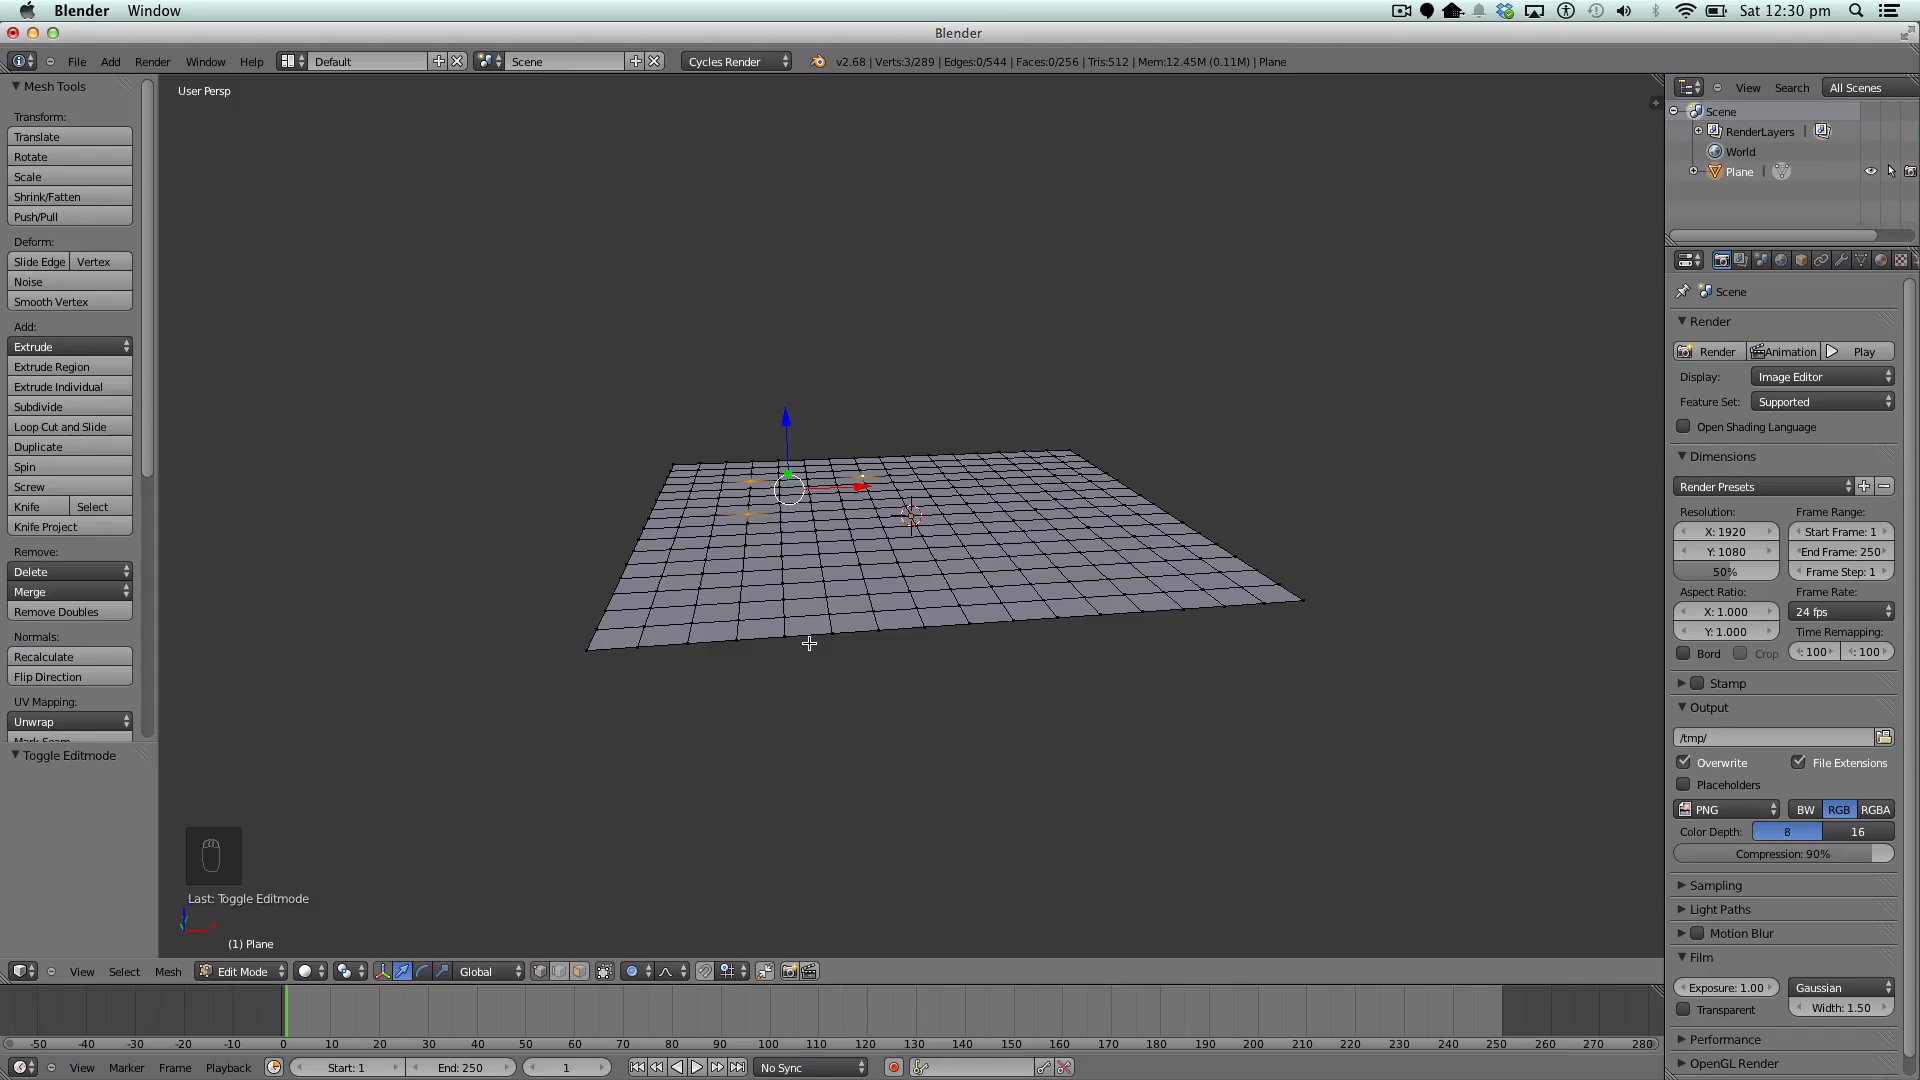 Blender Window Sat 12:30 pm
Blender
File Add Render Window Help Default Scene Cycles Render v2.68 | Verts:3/289 | Edges:0/544 | Faces:0/256 | Tris:512 | Mem:12.45M (0.11M) | Plane
Mesh Tools
Transform:
Translate
Rotate
Scale
Shrink/Fatten
Push/Pull
Deform:
Slide Edge Vertex
Noise
Smooth Vertex
Add:
Extrude
Extrude Region
Extrude Individual
Subdivide
Loop Cut and Slide
Duplicate
Spin
Screw
Knife Select
Knife Project
Remove:
Delete
Merge
Remove Doubles
Normals:
Recalculate
Flip Direction
UV Mapping:
Unwrap
Mark Seam
Toggle Editmode
User Persp
Last: Toggle Editmode
(1) Plane
View Select Mesh Edit Mode Global
-50 -40 -30 -20 -10 0 10 20 30 40 50 60 70 80 90 100 110 120 130 140 150 160 170 180 190 200 210 220 230 240 250 260 270 280
View Marker Frame Playback Start: 1 End: 250 1 No Sync
View Search All Scenes
Scene
RenderLayers
World
Plane
Scene
Render
Render Animation Play
Display: Image Editor
Feature Set: Supported
Open Shading Language
Dimensions
Render Presets
Resolution: Frame Range:
X: 1920 Start Frame: 1
Y: 1080 End Frame: 250
50% Frame Step: 1
Aspect Ratio: Frame Rate:
X: 1.000 24 fps
Y: 1.000 Time Remapping:
Bord Crop : 100 : 100
Stamp
Output
/tmp/
Overwrite File Extensions
Placeholders
PNG BW RGB RGBA
Color Depth: 8 16
Compression: 90%
Sampling
Light Paths
Motion Blur
Film
Exposure: 1.00 Gaussian
Transparent Width: 1.50
Performance
OpenGL Render